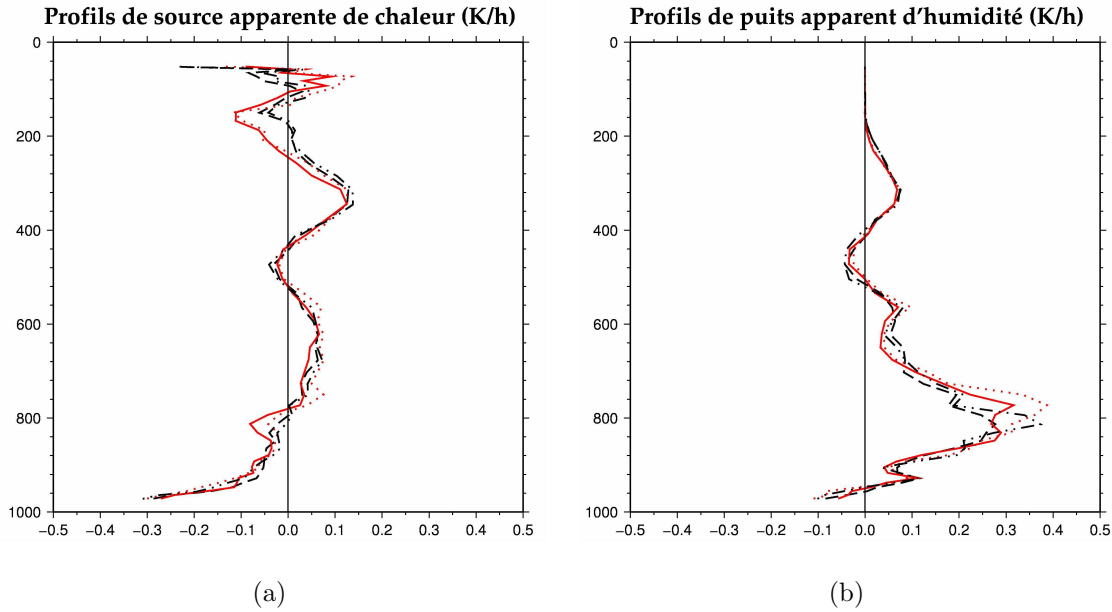 Profils de source apparente de chaleur (K/h)
0
200
400
600
800
1000
−0.5 −0.4 −0.3 −0.2 −0.1 0.0 0.1 0.2 0.3 0.4 0.5
(a)
Profils de puits apparent d’humidité (K/h)
0
200
400
600
800
1000
−0.5 −0.4 −0.3 −0.2 −0.1 0.0 0.1 0.2 0.3 0.4 0.5
(b)